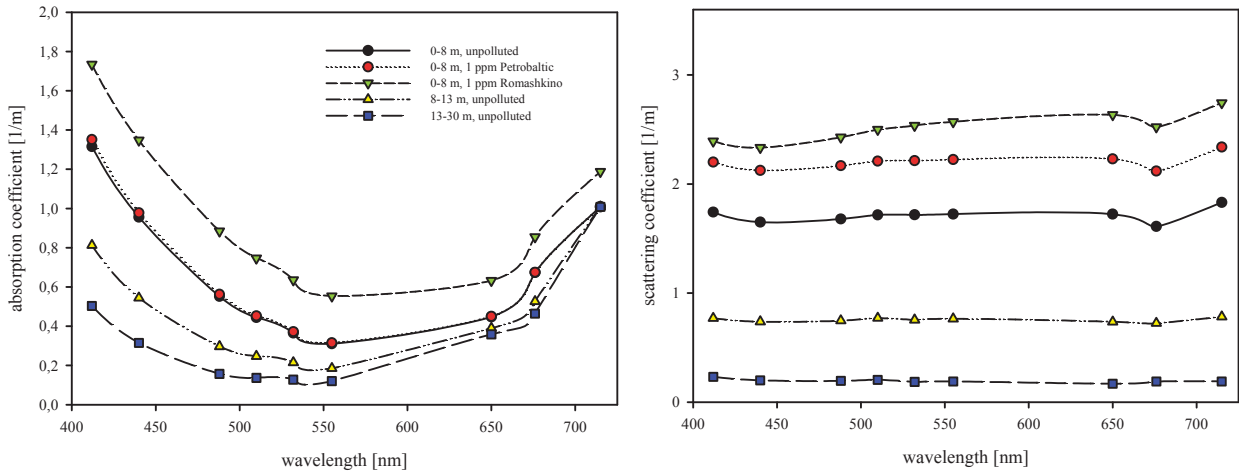 absorption coefficient [1/m]
2,0
1,8
1,6
1,4
1,2
1,0
0,8
0,6
0,4
0,2
0,0
0-8 m, unpolluted
0-8 m, 1 ppm Petrobaltic
0-8 m, 1 ppm Romashkino
8-13 m, unpolluted
13-30 m, unpolluted
400 450 500 550 600 650 700
wavelength [nm]
scattering coefficient [1/m]
3
2
1
0
400 450 500 550 600 650 700
wavelength [nm]